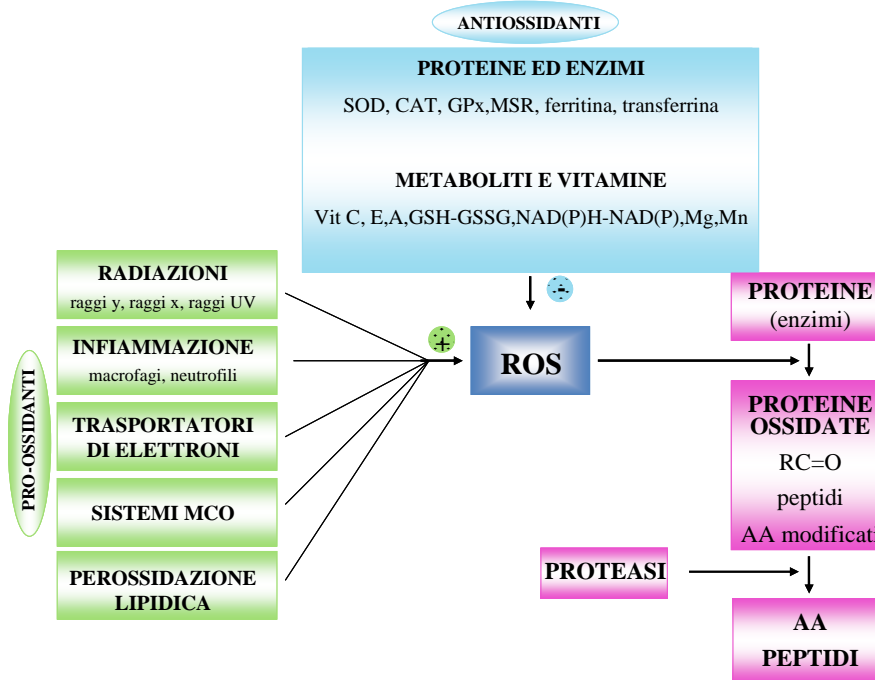 ANTIOSSIDANTI
PROTEINE ED ENZIMI
SOD, CAT, GPx,MSR, ferritina, transferrina
METABOLITI E VITAMINE
Vit C, E,A,GSH-GSSG,NAD(P)H-NAD(P),Mg,Mn
PRO-OSSIDANTI
RADIAZIONI
raggi y, raggi x, raggi UV
INFIAMMAZIONE
macrofagi, neutrofili
TRASPORTATORI
DI ELETTRONI
SISTEMI MCO
PEROSSIDAZIONE
LIPIDICA
+
-
ROS
PROTEINE
(enzimi)
PROTEINE
OSSIDATE
RC=O
peptidi
AA modificati
PROTEASI
AA
PEPTIDI